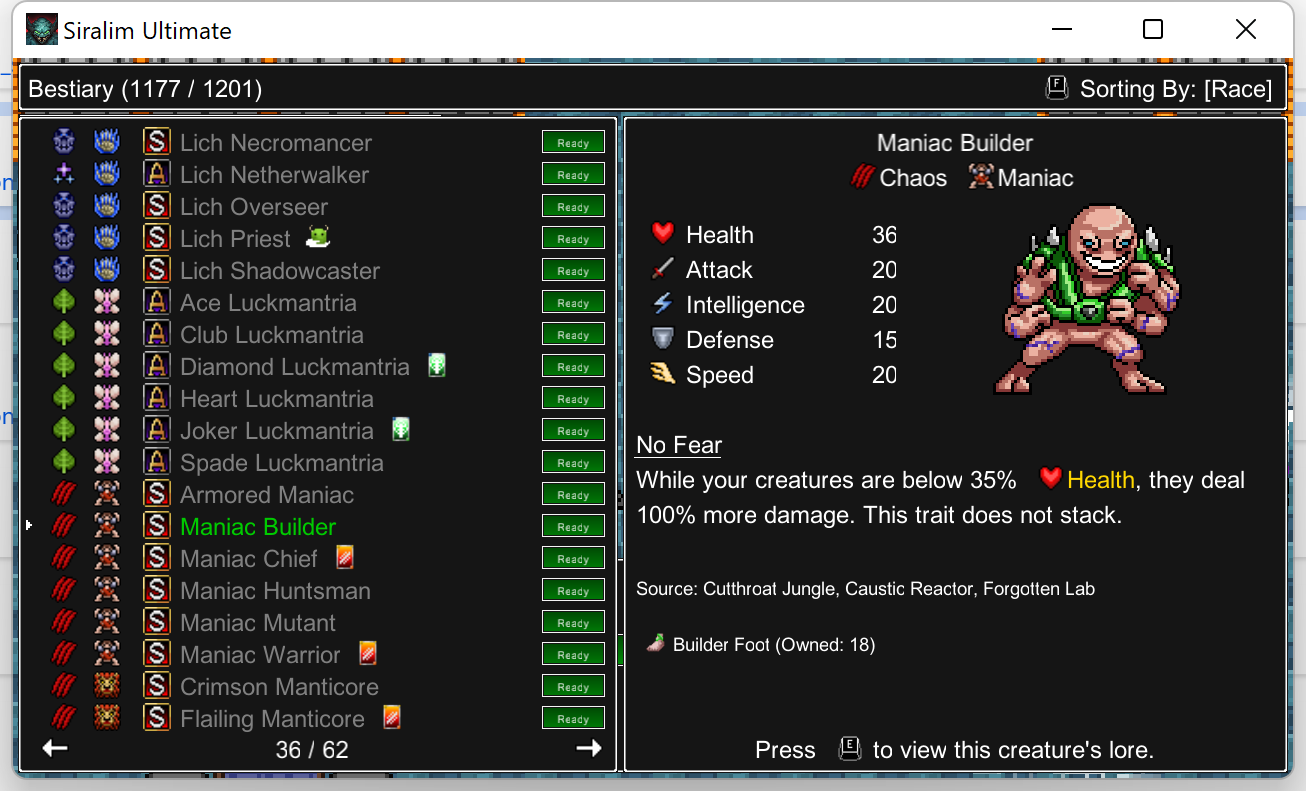 Siralim Ultimate
Bestiary (1177 / 1201)
F Sorting By: [Race]
S Lich Necromancer Ready
A Lich Netherwalker Ready
S Lich Overseer Ready
S Lich Priest Ready
S Lich Shadowcaster Ready
A Ace Luckmantria Ready
A Club Luckmantria Ready
A Diamond Luckmantria Ready
A Heart Luckmantria Ready
A Joker Luckmantria Ready
A Spade Luckmantria Ready
S Armored Maniac Ready
S Maniac Builder Ready
S Maniac Chief Ready
S Maniac Huntsman Ready
S Maniac Mutant Ready
S Maniac Warrior Ready
S Crimson Manticore Ready
S Flailing Manticore Ready
36 / 62
Maniac Builder
Chaos Maniac
Health 36
Attack 20
Intelligence 20
Defense 15
Speed 20
No Fear
While your creatures are below 35% Health, they deal
100% more damage. This trait does not stack.
Source: Cutthroat Jungle, Caustic Reactor, Forgotten Lab
Builder Foot (Owned: 18)
Press E to view this creature's lore.